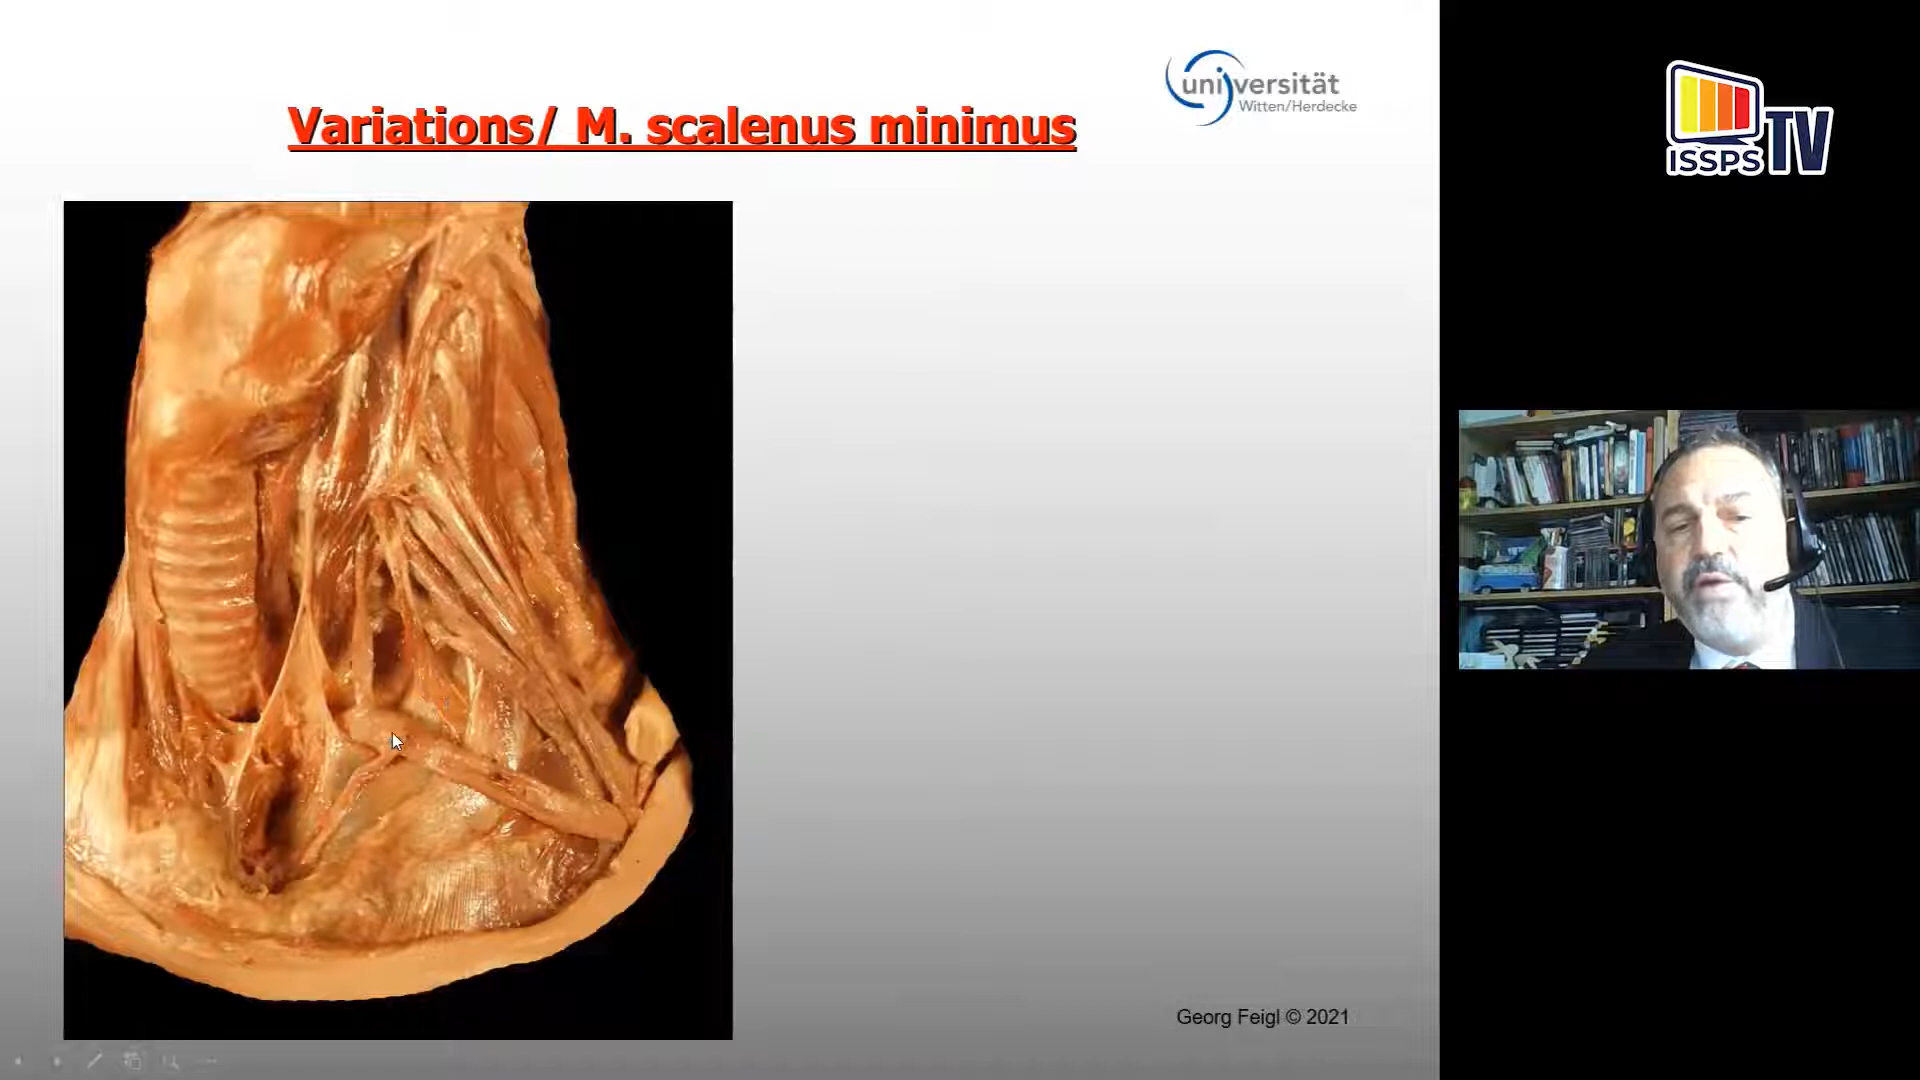 Variations/ M. scalenus minimus
universität
Witten/Herdecke
ISSPS TV
Georg Feigl © 2021